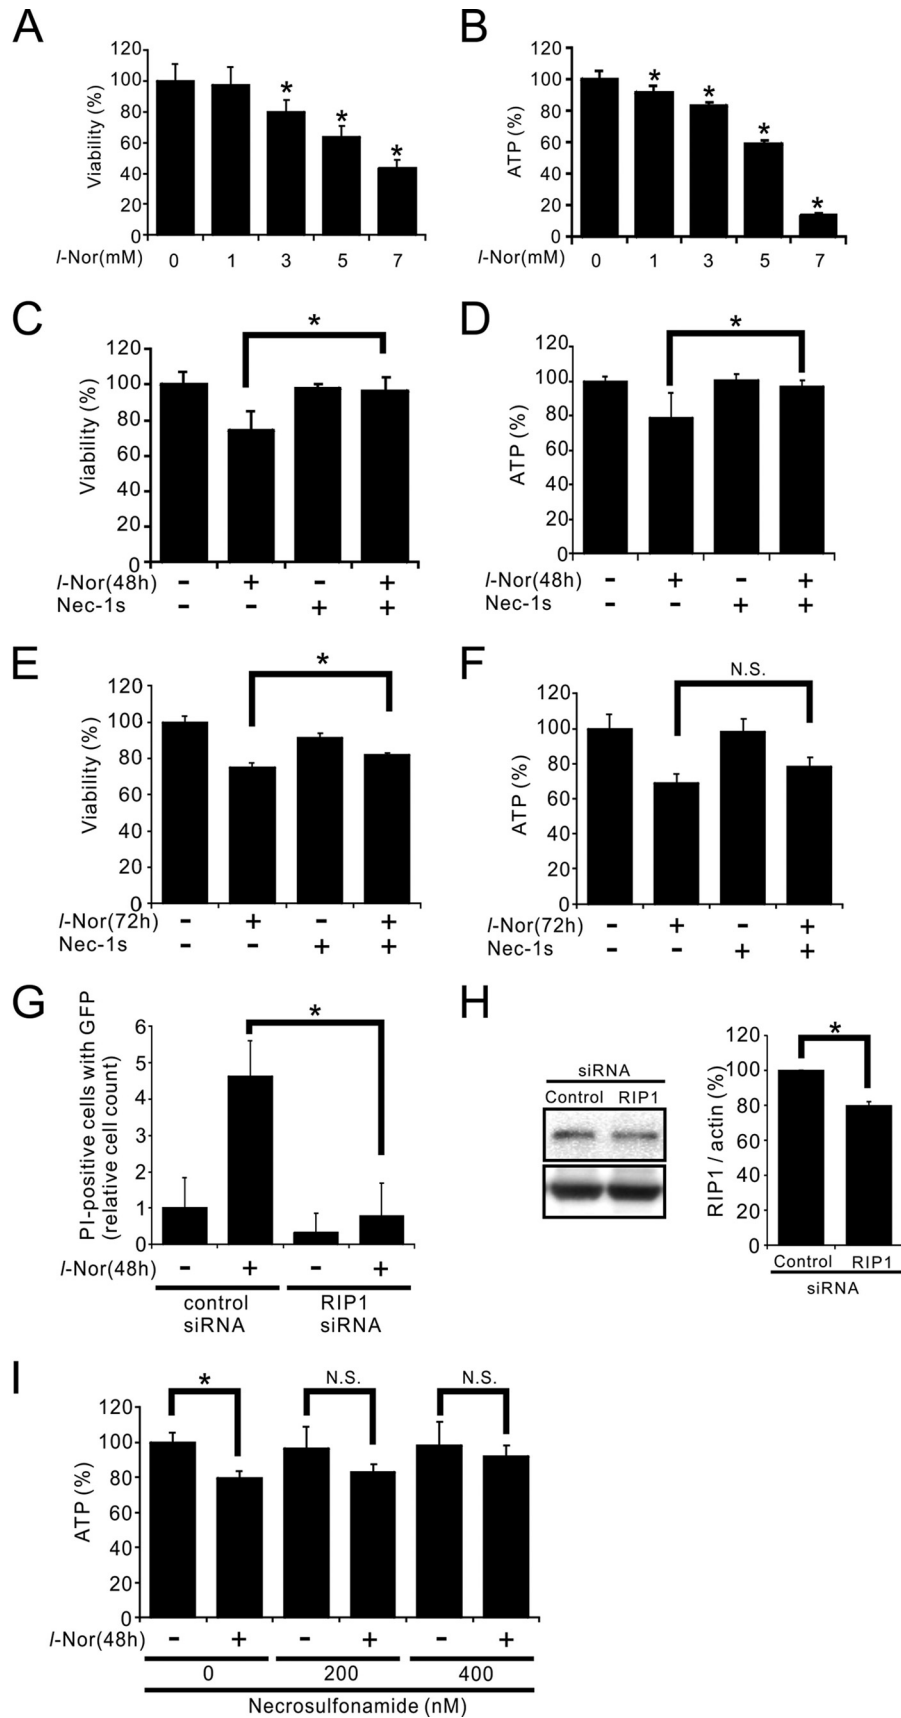 A
Viability (%)
120
100
80
60
40
20
0
*
*
*
l-Nor(mM) 0 1 3 5 7
B
ATP (%)
120
100
80
60
40
20
0
*
*
*
*
l-Nor(mM) 0 1 3 5 7
C
Viability (%)
120
100
80
60
40
20
0
*
l-Nor(48h) - + - +
Nec-1s - - + +
D
ATP (%)
120
100
80
60
40
20
0
*
l-Nor(48h) - + - +
Nec-1s - - + +
E
Viability (%)
120
100
80
60
40
20
0
*
l-Nor(72h) - + - +
Nec-1s - - + +
F
ATP (%)
120
100
80
60
40
20
0
N.S.
l-Nor(72h) - + - +
Nec-1s - - + +
G
PI-positive cells with GFP
(relative cell count)
6
5
4
3
2
1
0
*
l-Nor(48h) - + - +
control
siRNA
RIP1
siRNA
H
siRNA
Control RIP1
RIP1 / actin (%)
120
100
80
60
40
20
0
*
Control RIP1
siRNA
I
ATP (%)
120
100
80
60
40
20
0
*
N.S.
N.S.
l-Nor(48h) - + - + - +
0 200 400
Necrosulfonamide (nM)